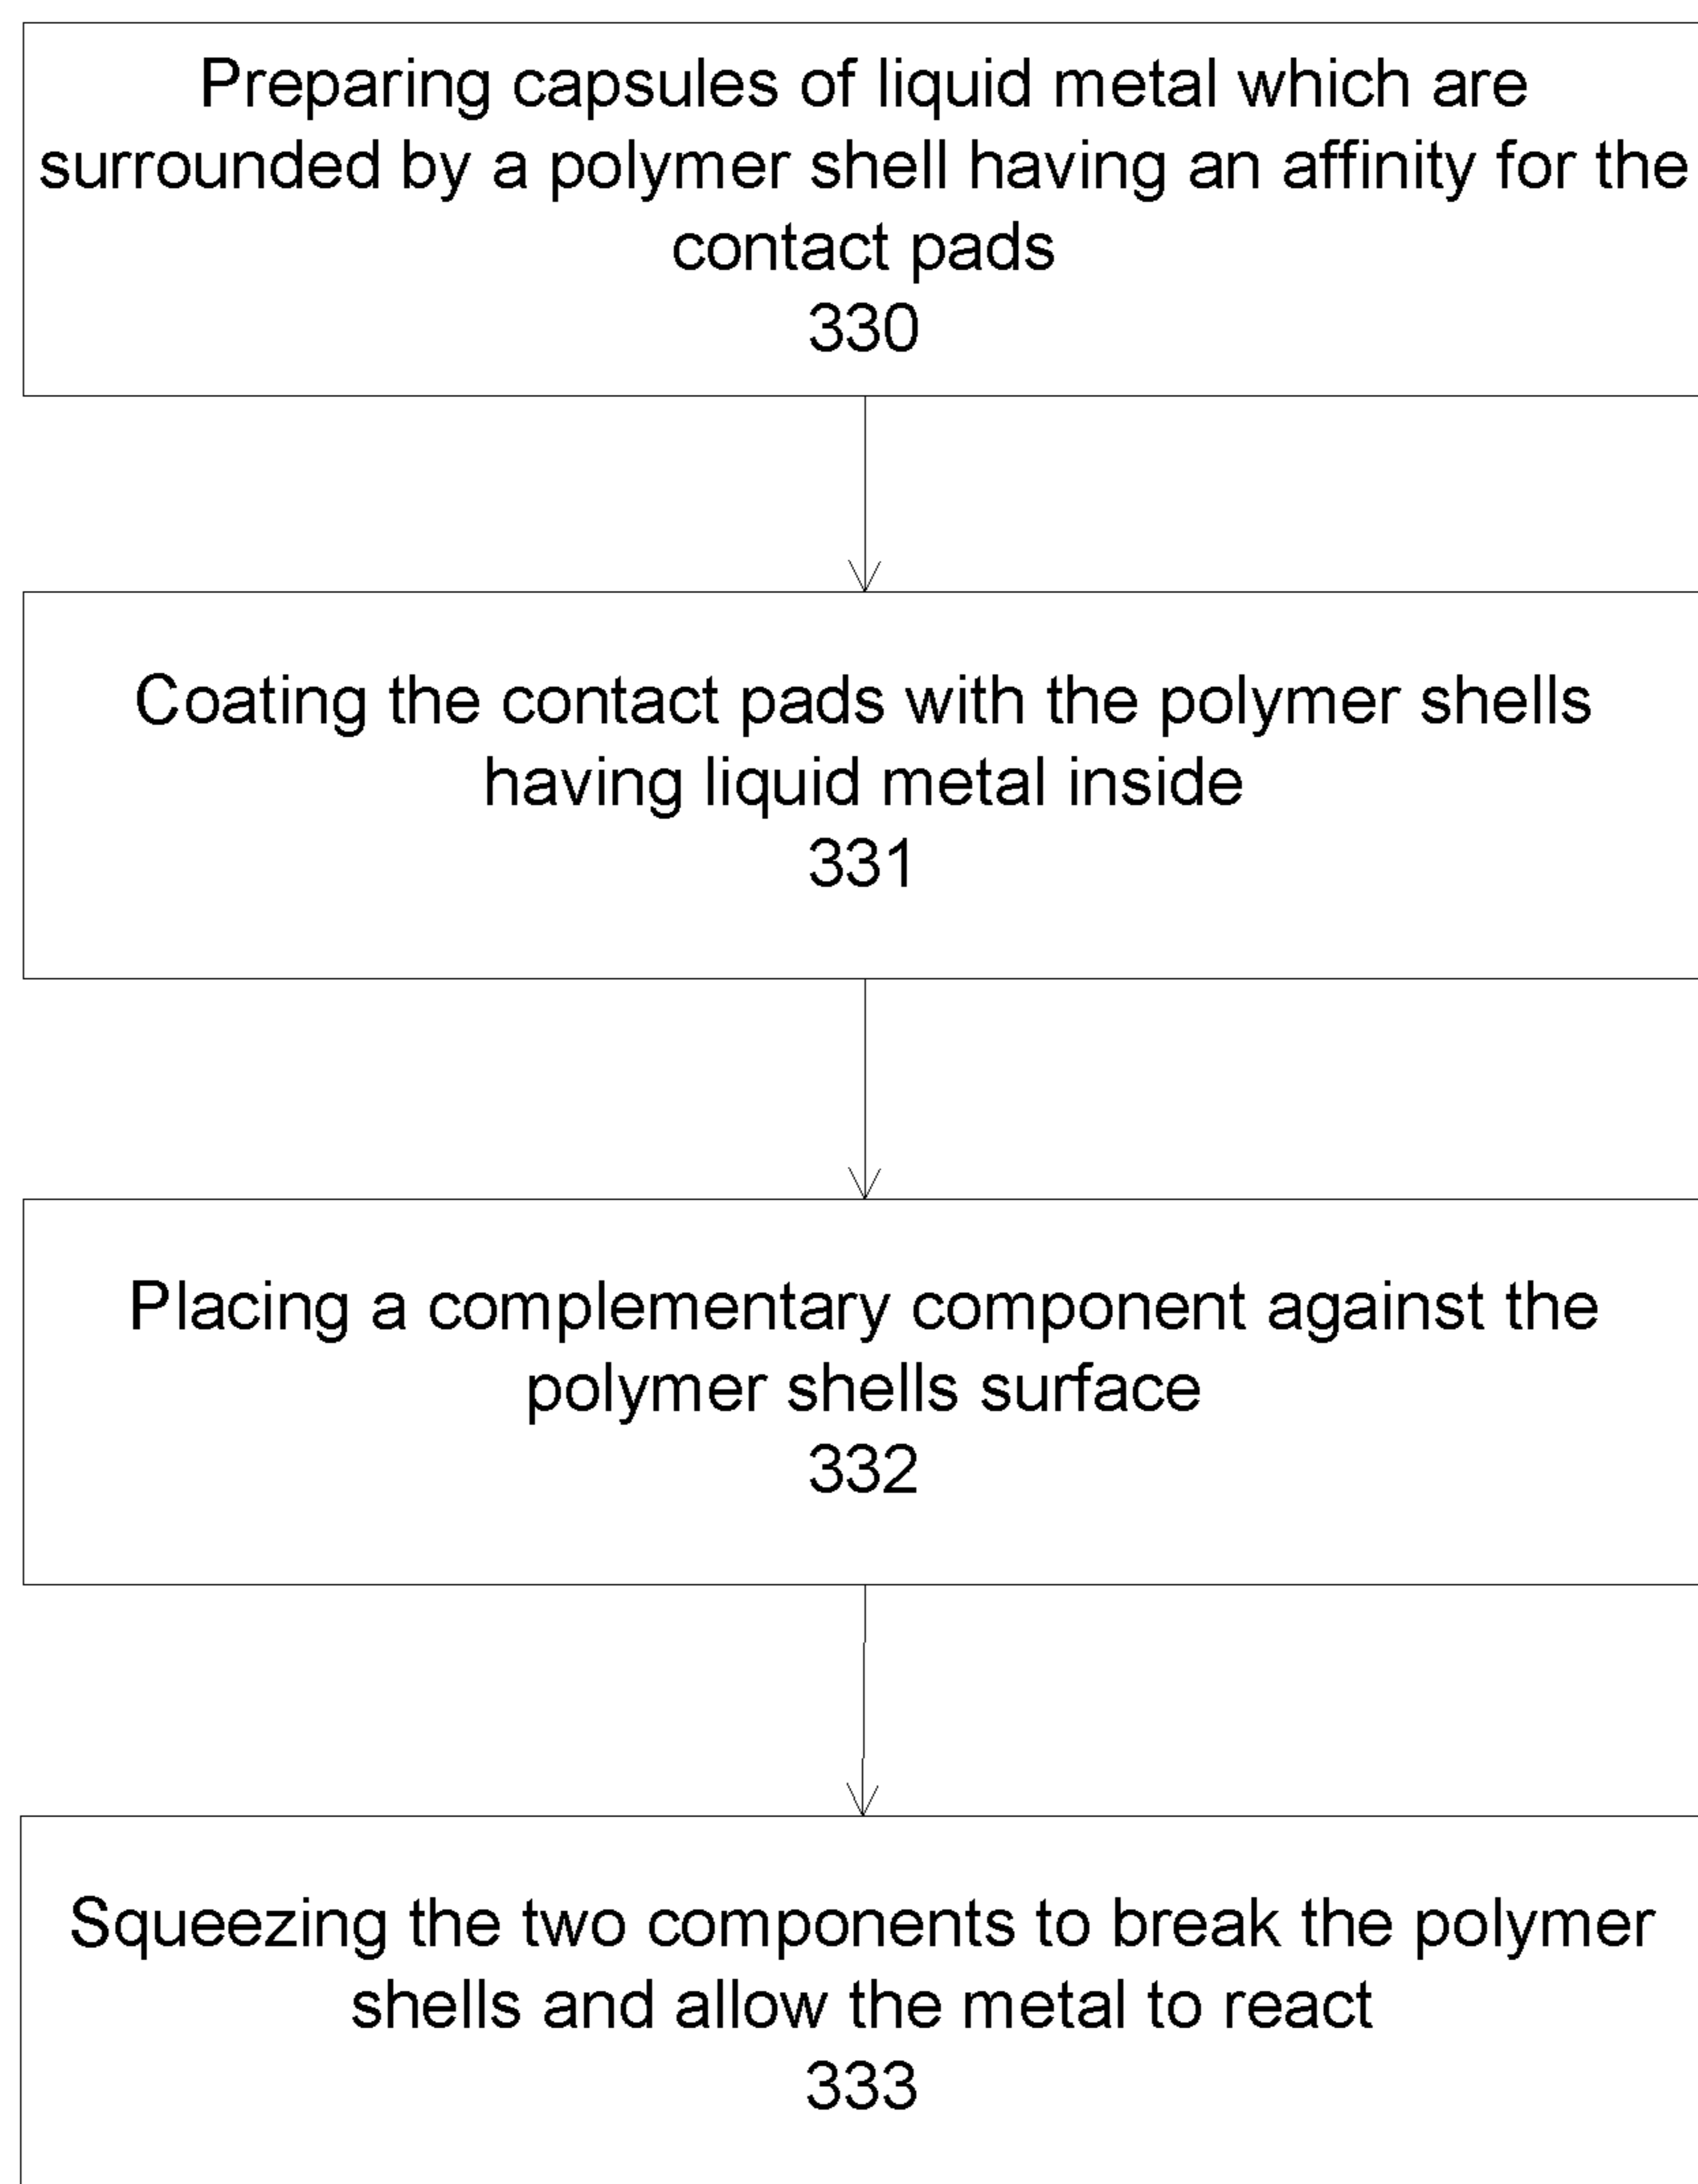 Preparing capsules of liquid metal which are
surrounded by a polymer shell having an affinity for the
contact pads
330
Coating the contact pads with the polymer shells
having liquid metal inside
331
Placing a complementary component against the
polymer shells surface
332
Squeezing the two components to break the polymer
shells and allow the metal to react
333